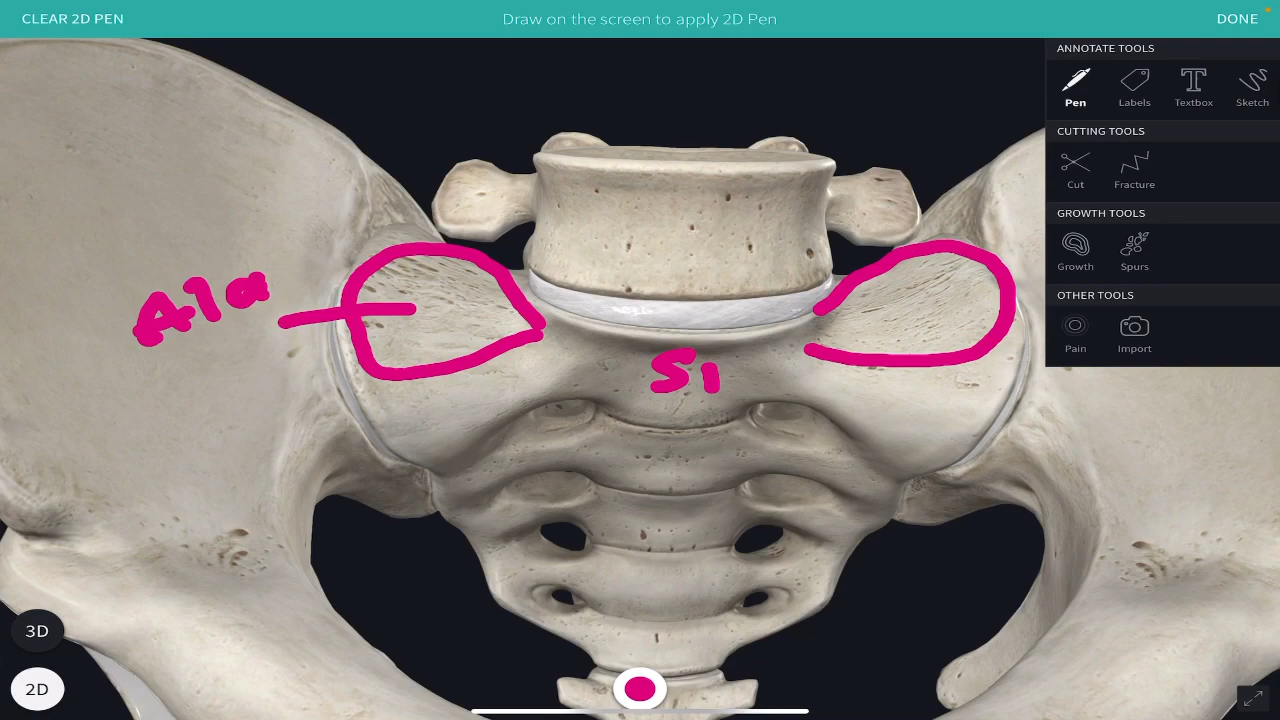 CLEAR 2D PEN
Draw on the screen to apply 2D Pen
DONE
ANNOTATE TOOLS
Pen Labels Textbox Sketch
CUTTING TOOLS
Cut Fracture
GROWTH TOOLS
Growth Spurs
OTHER TOOLS
Pain Import
Ala
S1
3D
2D